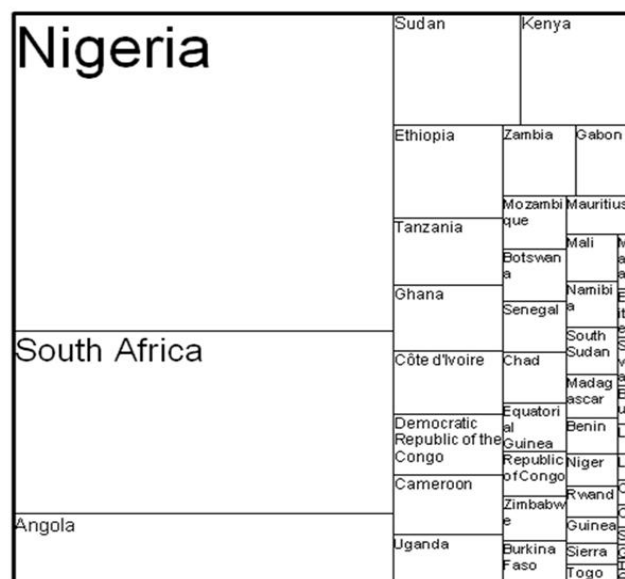 Nigeria
South Africa
Angola
Sudan
Kenya
Ethiopia
Tanzania
Ghana
Côte d'Ivoire
Democratic
Republic of the
Congo
Cameroon
Uganda
Zambia
Gabon
Mozambi
que
Botswan
a
Senegal
Chad
Equatori
al
Guinea
Republic
of Congo
Zimbabw
e
Burkina
Faso
Mauritius
Mali
Namibi
a
South
Sudan
Madag
ascar
Benin
Niger
Rwand
Guinea
Sierra
Togo